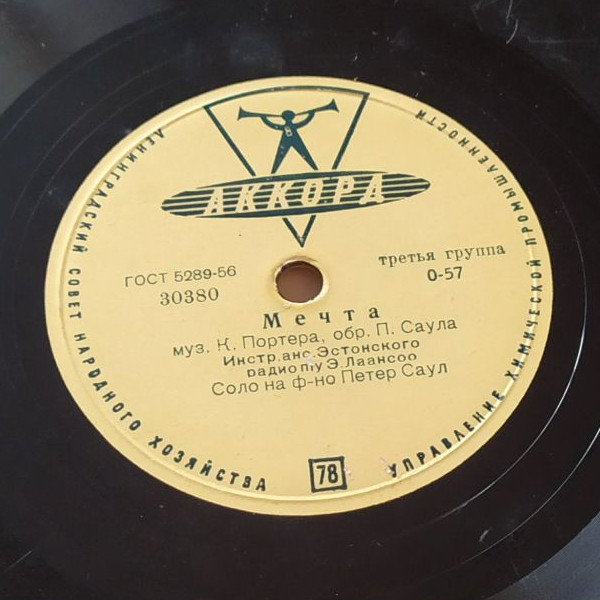 АККОРД
ЛЕНИНГРАДСКИЙ СОВЕТ НАРОДНОГО ХОЗЯЙСТВА
УПРАВЛЕНИЕ ХИМИЧЕСКОЙ ПРОМЫШЛЕННОСТИ
ГОСТ 5289-56
30380
третья группа
0-57
Мечта
муз. К. Портера, обр. П. Саула
Инстр. анс. Эстонского
радио п/у Э. Лаансоо
Соло на ф-но Петер Саул
78